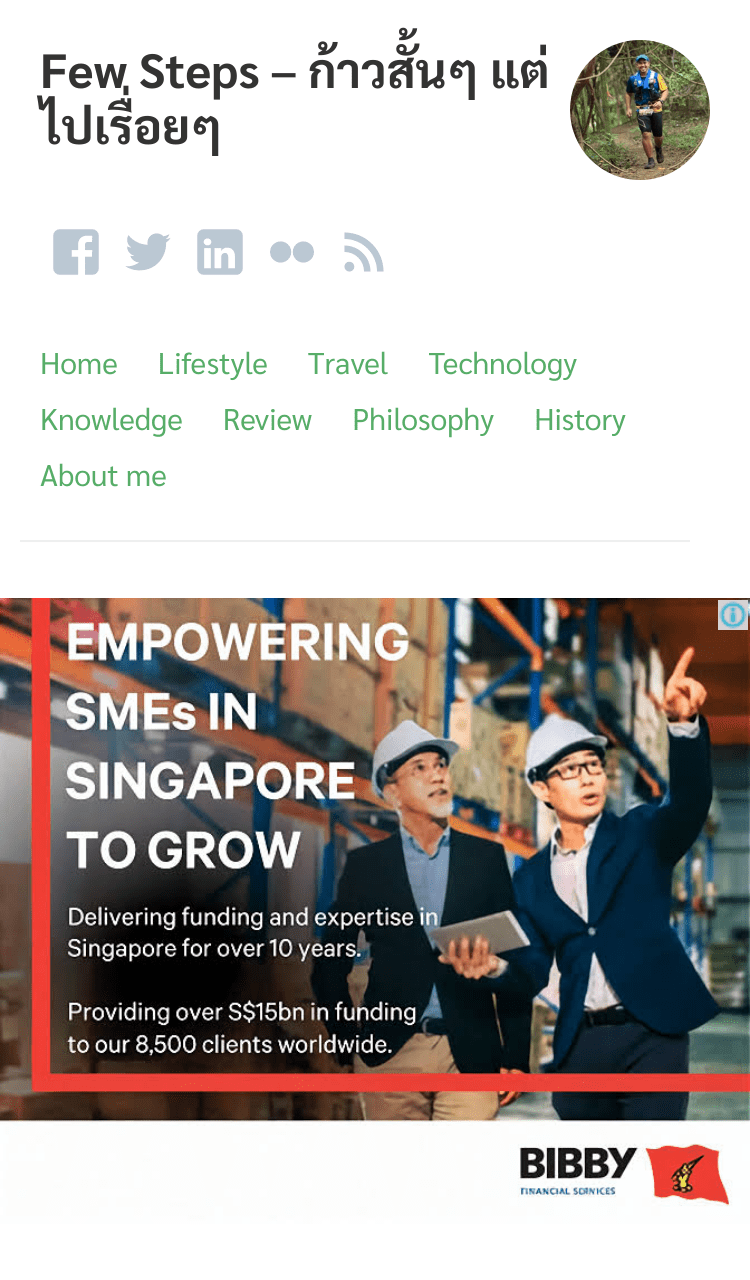 Few Steps – ก้าวสั้นๆ แต่
ไปเรื่อยๆ
Home Lifestyle Travel Technology
Knowledge Review Philosophy History
About me
EMPOWERING
SMEs IN
SINGAPORE
TO GROW
Delivering funding and expertise in
Singapore for over 10 years.
Providing over S$15bn in funding
to our 8,500 clients worldwide.
BIBBY
FINANCIAL SERVICES